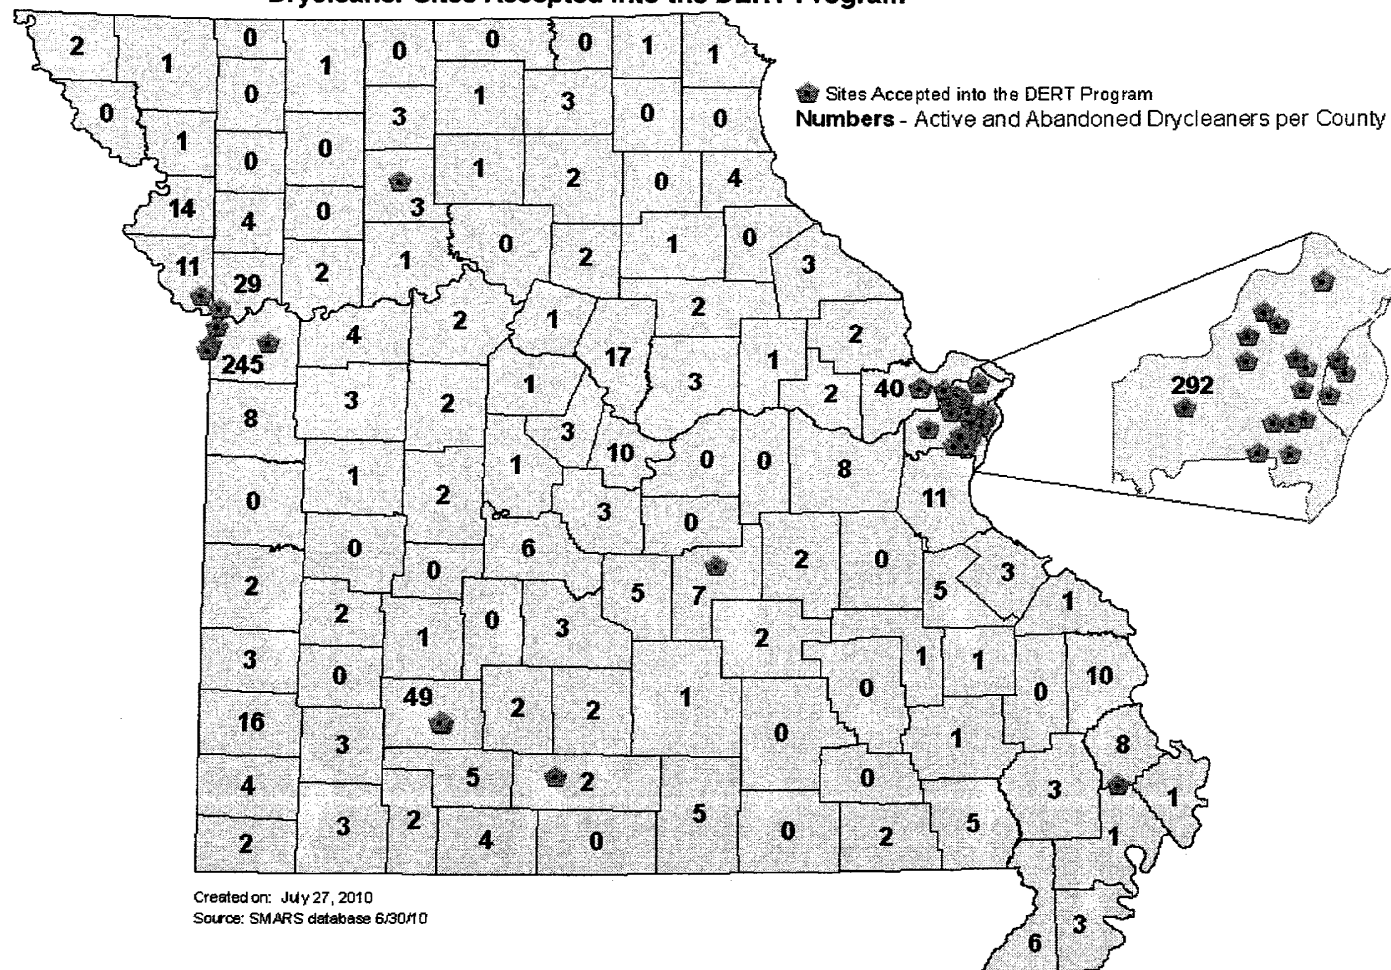 Drycleaner Sites Accepted into the DERT Program
2 1 0 1 0 0 0 1 1
0 0 1 3 0 0
Sites Accepted into the DERT Program
Numbers - Active and Abandoned Drycleaners per County
1 0 0 3
1 2 0 4
14 4 0 3
11 29 2 1 0 2 1 0 3
2
245 4 2 1 17 2
3 1 2 40
8 3 2 1 3 10
292
0 1 2 1 3 0 0 8 11
0
2 0 0 6 5 7 2 0 5 3 1
2 1 0 3 2
3 0 1 1 0 10
49 2 2 1 0
16 3 0 1 8
4 5 2 0 3 1
2 3 2 4 0 5 0 2 5 1
6 3
Created on: July 27, 2010
Source: SMARS database 6/30/10